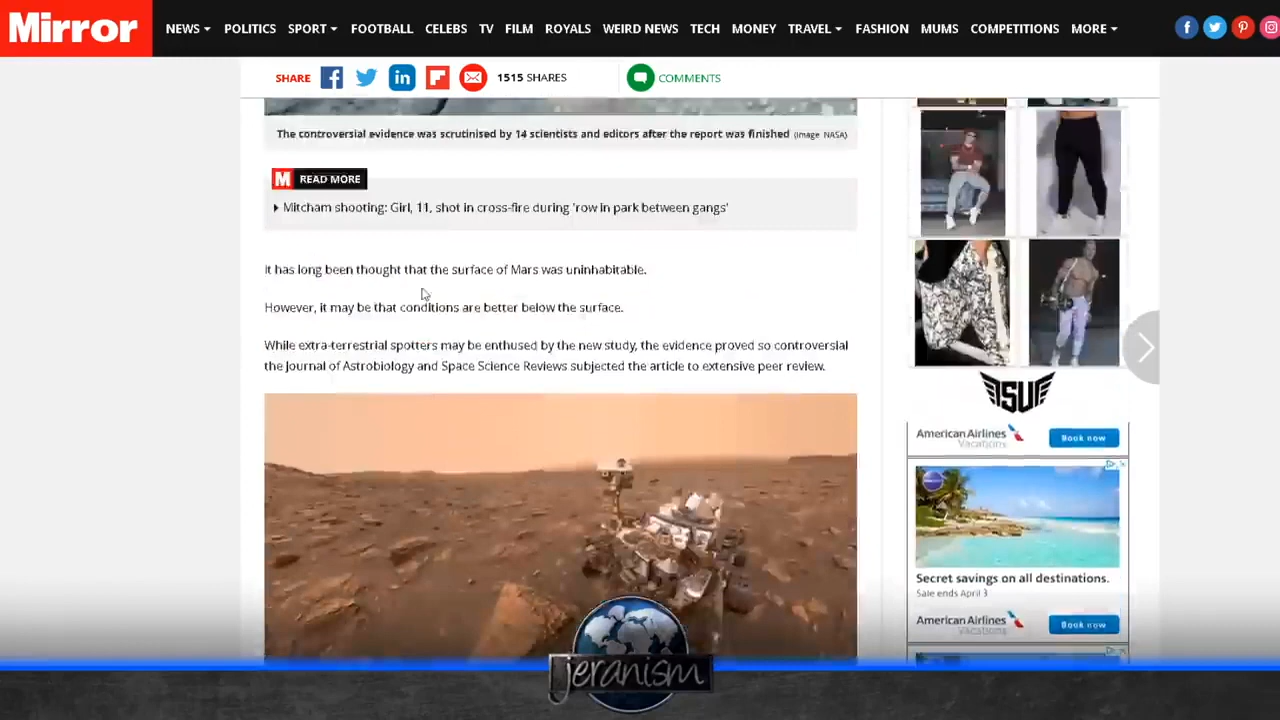 Mirror
NEWS POLITICS SPORT FOOTBALL CELEBS TV FILM ROYALS WEIRD NEWS TECH MONEY TRAVEL FASHION MUMS COMPETITIONS MORE
SHARE 1515 SHARES COMMENTS
The controversial evidence was scrutinised by 14 scientists and editors after the report was finished (Image: NASA)
M READ MORE
Mitcham shooting: Girl, 11, shot in cross-fire during 'row in park between gangs'
It has long been thought that the surface of Mars was uninhabitable.
However, it may be that conditions are better below the surface.
While extra-terrestrial spotters may be enthused by the new study, the evidence proved so controversial
the Journal of Astrobiology and Space Science Reviews subjected the article to extensive peer review.
American Airlines
Vacations
Book now
Secret savings on all destinations.
Sale ends April 3
American Airlines
Vacations
Book now
jeranism